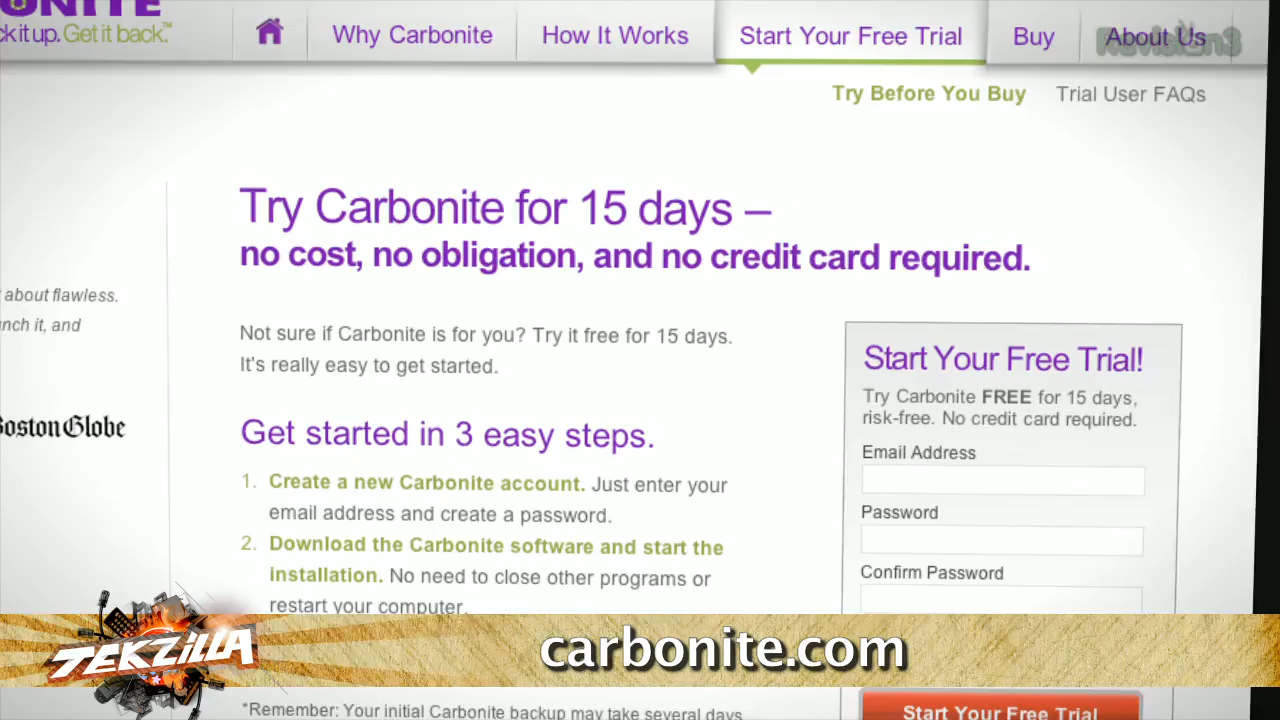 ONITE
ck it up. Get it back.™
Why Carbonite
How It Works
Start Your Free Trial
Buy
About Us
Revision3
Try Before You Buy
Trial User FAQs
Try Carbonite for 15 days –
no cost, no obligation, and no credit card required.
about flawless.
nch it, and
Boston Globe
Not sure if Carbonite is for you? Try it free for 15 days.
It's really easy to get started.
Get started in 3 easy steps.
1. Create a new Carbonite account. Just enter your
email address and create a password.
2. Download the Carbonite software and start the
installation. No need to close other programs or
restart your computer.
Start Your Free Trial!
Try Carbonite FREE for 15 days,
risk-free. No credit card required.
Email Address
Password
Confirm Password
TEKZILLA
carbonite.com
*Remember: Your initial Carbonite backup may take several days
Start Your Free Trial